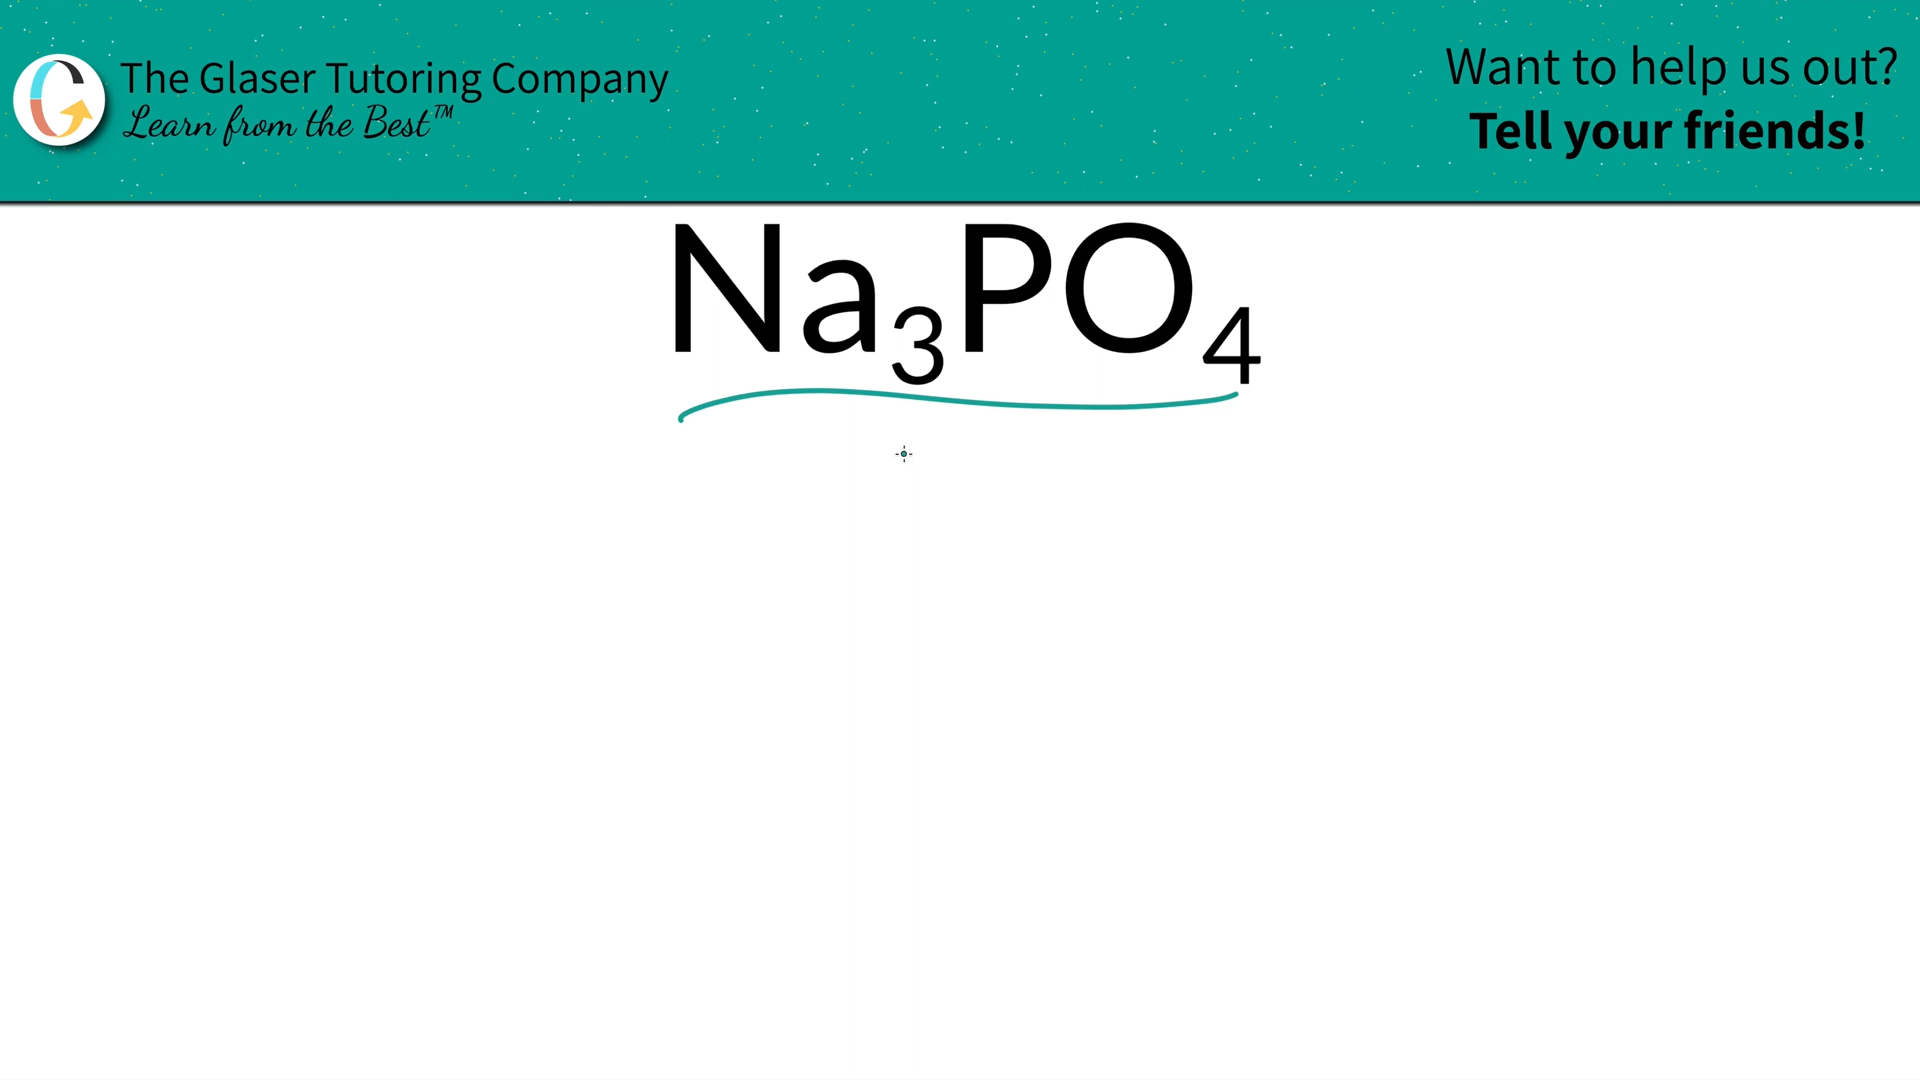 The Glaser Tutoring Company
Learn from the Best™
Want to help us out?
Tell your friends!
Na₃PO₄